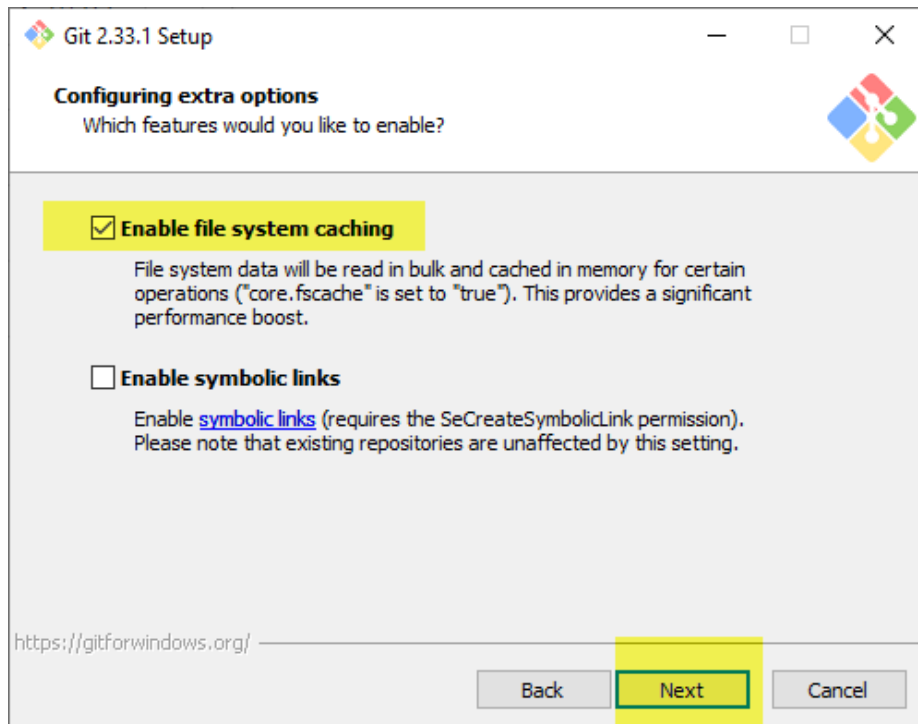 Git 2.33.1 Setup
Configuring extra options
Which features would you like to enable?
Enable file system caching
File system data will be read in bulk and cached in memory for certain
operations ("core.fscache" is set to "true"). This provides a significant
performance boost.
Enable symbolic links
Enable symbolic links (requires the SeCreateSymbolicLink permission).
Please note that existing repositories are unaffected by this setting.
https://gitforwindows.org/
Back Next Cancel